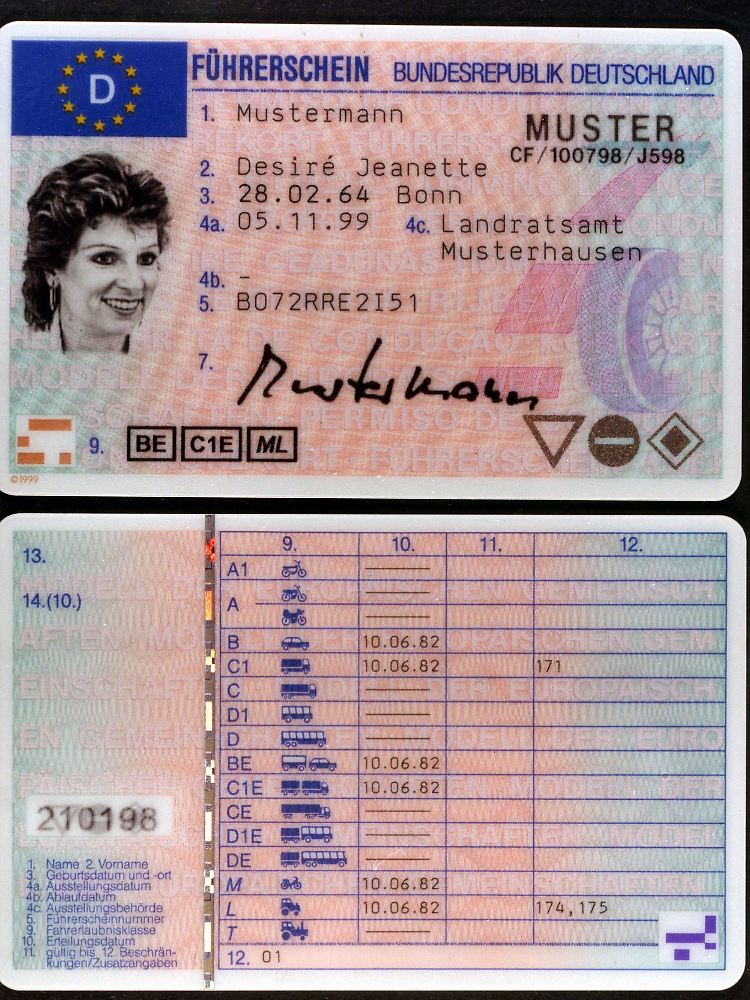 D
FÜHRERSCHEIN BUNDESREPUBLIK DEUTSCHLAND
1. Mustermann
MUSTER
CF/100798/J598
2. Desiré Jeanette
3. 28.02.64 Bonn
4a. 05.11.99 4c. Landratsamt
Musterhausen
4b. –
5. B072RRE2I51
7. Mustermann
9. BE C1E ML
©1999
13.
14.(10.)
9. 10. 11. 12.
A1 ———
A ———
———
B 10.06.82
C1 10.06.82 171
C ———
D1 ———
D ———
BE 10.06.82
C1E 10.06.82
CE ———
D1E ———
DE ———
M 10.06.82
L 10.06.82 174,175
T ———
12. 01
210198
1. Name 2. Vorname
3. Geburtsdatum und -ort
4a. Ausstellungsdatum
4b. Ablaufdatum
4c. Ausstellungsbehörde
5. Führerscheinnummer
9. Fahrerlaubnisklasse
10. Erteilungsdatum
11. gültig bis 12. Beschrän-
kungen/Zusatzangaben